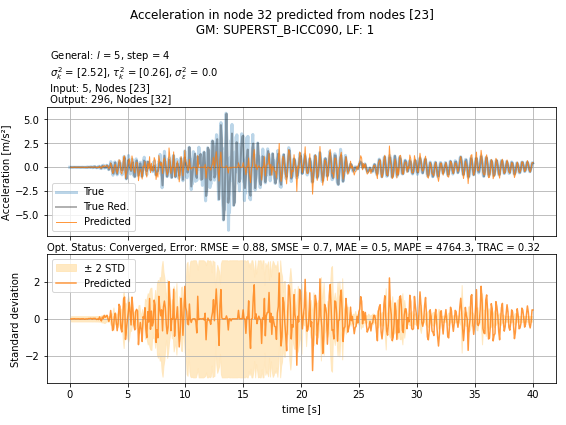 Acceleration in node 32 predicted from nodes [23]
GM: SUPERST_B-ICC090, LF: 1
General: l = 5, step = 4
σ²ₖ = [2.52], τ²ₖ = [0.26], σ²ε = 0.0
Input: 5, Nodes [23]
Output: 296, Nodes [32]
Acceleration [m/s²]
5.0
2.5
0.0
−2.5
−5.0
True
True Red.
Predicted
Opt. Status: Converged, Error: RMSE = 0.88, SMSE = 0.7, MAE = 0.5, MAPE = 4764.3, TRAC = 0.32
Standard deviation
2
0
−2
± 2 STD
Predicted
0 5 10 15 20 25 30 35 40
time [s]